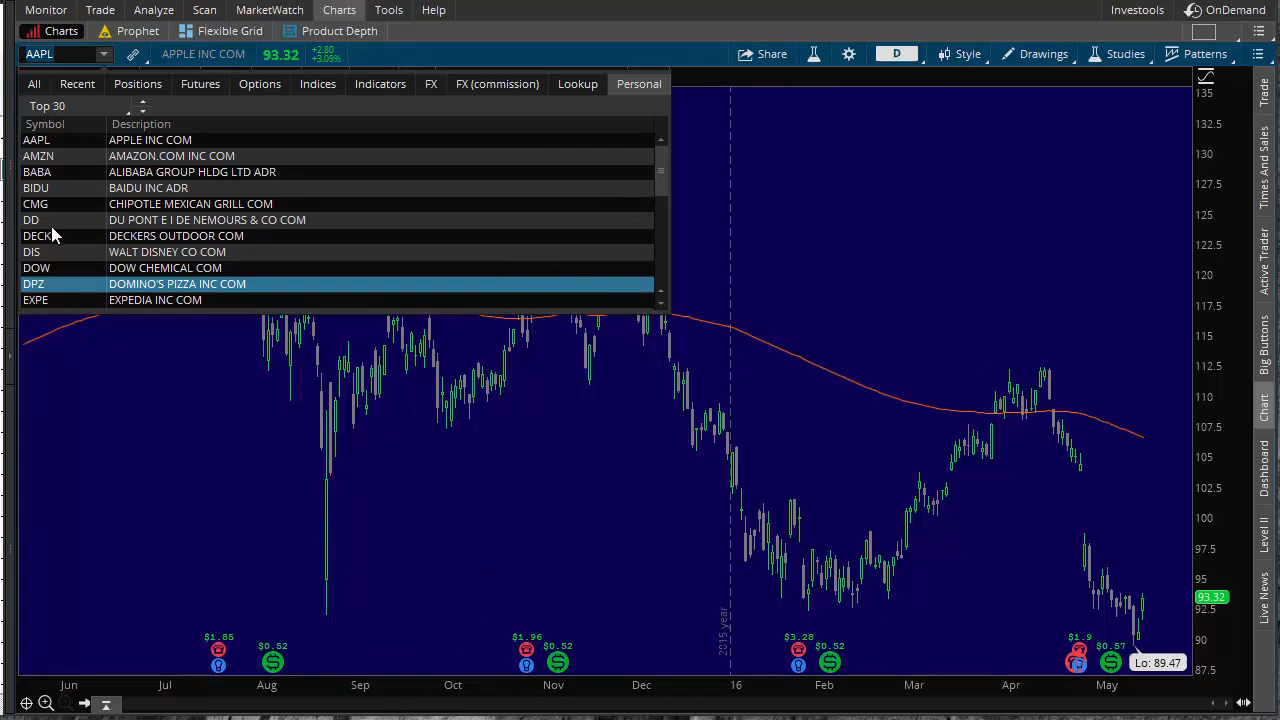 Monitor Trade Analyze Scan MarketWatch Charts Tools Help Investools OnDemand
Charts Prophet Flexible Grid Product Depth
AAPL APPLE INC COM 93.32 +2.80 +3.09% Share D Style Drawings Studies Patterns
All Recent Positions Futures Options Indices Indicators FX FX (commission) Lookup Personal
Top 30
Symbol Description
AAPL APPLE INC COM
AMZN AMAZON.COM INC COM
BABA ALIBABA GROUP HLDG LTD ADR
BIDU BAIDU INC ADR
CMG CHIPOTLE MEXICAN GRILL COM
DD DU PONT E I DE NEMOURS & CO COM
DECK DECKERS OUTDOOR COM
DIS WALT DISNEY CO COM
DOW DOW CHEMICAL COM
DPZ DOMINO'S PIZZA INC COM
EXPE EXPEDIA INC COM
135
132.5
130
127.5
125
122.5
120
117.5
115
112.5
110
107.5
105
102.5
100
97.5
95
93.32
92.5
90
87.5
2015 year
$1.85 $0.52 $1.96 $0.52 $3.28 $0.52 $1.9 $0.57
Lo: 89.47
Jun Jul Aug Sep Oct Nov Dec 16 Feb Mar Apr May
Trade
Times And Sales
Active Trader
Big Buttons
Chart
Dashboard
Level II
Live News